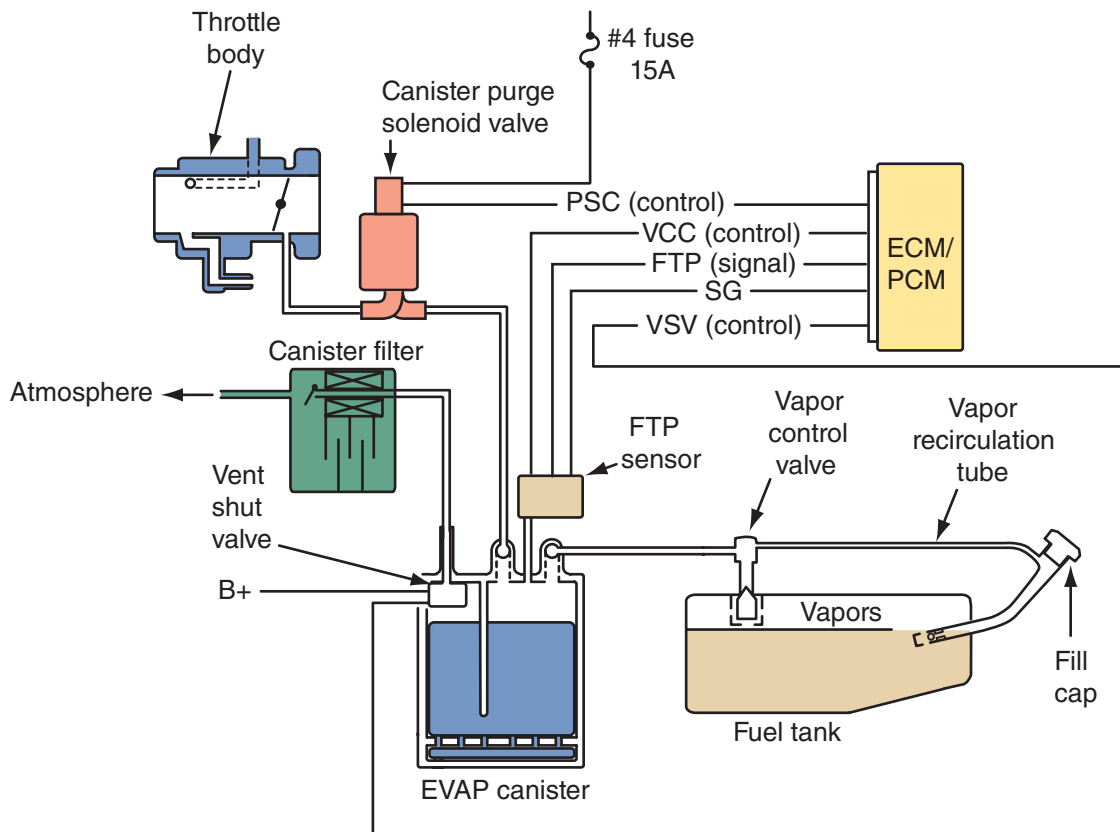 Throttle
body
#4 fuse
15A
Canister purge
solenoid valve
PSC (control)
VCC (control)
FTP (signal)
SG
VSV (control)
ECM/
PCM
Canister filter
Atmosphere
Vent
shut
valve
B+
FTP
sensor
Vapor
control
valve
Vapor
recirculation
tube
Vapors
Fill
cap
Fuel tank
EVAP canister